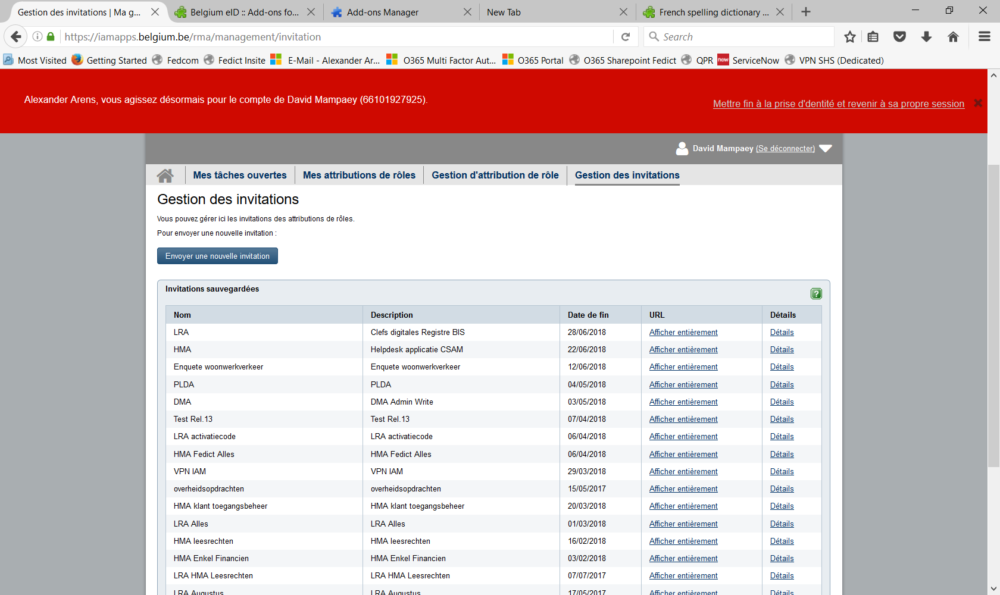 Gestion des invitations | Ma g...
Belgium eID :: Add-ons fo...
Add-ons Manager
New Tab
French spelling dictionary ...
https://iamapps.belgium.be/rma/management/invitation
Search
Most Visited
Getting Started
Fedcom
Fedict Insite
E-Mail - Alexander Ar...
O365 Multi Factor Aut...
O365 Portal
O365 Sharepoint Fedict
QPR
now
ServiceNow
VPN SHS (Dedicated)
Alexander Arens, vous agissez désormais pour le compte de David Mampaey (66101927925).
Mettre fin à la prise d'dentité et revenir à sa propre session
David Mampaey (Se déconnecter)
Mes tâches ouvertes
Mes attributions de rôles
Gestion d'attribution de rôle
Gestion des invitations
Gestion des invitations
Vous pouvez gérer ici les invitations des attributions de rôles.
Pour envoyer une nouvelle invitation :
Envoyer une nouvelle invitation
Invitations sauvegardées
?
Nom Description Date de fin URL Détails
LRA Clefs digitales Registre BIS 28/06/2018 Afficher entièrement Détails
HMA Helpdesk applicatie CSAM 22/06/2018 Afficher entièrement Détails
Enquete woonwerkverkeer Enquete woonwerkverkeer 12/06/2018 Afficher entièrement Détails
PLDA PLDA 04/05/2018 Afficher entièrement Détails
DMA DMA Admin Write 03/05/2018 Afficher entièrement Détails
Test Rel.13 Test Rel.13 07/04/2018 Afficher entièrement Détails
LRA activatiecode LRA activatiecode 06/04/2018 Afficher entièrement Détails
HMA Fedict Alles HMA Fedict Alles 06/04/2018 Afficher entièrement Détails
VPN IAM VPN IAM 29/03/2018 Afficher entièrement Détails
overheidsopdrachten overheidsopdrachten 15/05/2017 Afficher entièrement Détails
HMA klant toegangsbeheer HMA klant toegangsbeheer 20/03/2018 Afficher entièrement Détails
LRA Alles LRA Alles 01/03/2018 Afficher entièrement Détails
HMA leesrechten HMA leesrechten 16/02/2018 Afficher entièrement Détails
HMA Enkel Financien HMA Enkel Financien 03/02/2018 Afficher entièrement Détails
LRA HMA Leesrechten LRA HMA Leesrechten 07/07/2017 Afficher entièrement Détails
LRA Augustus LRA Augustus 17/05/2017 Afficher entièrement Détails